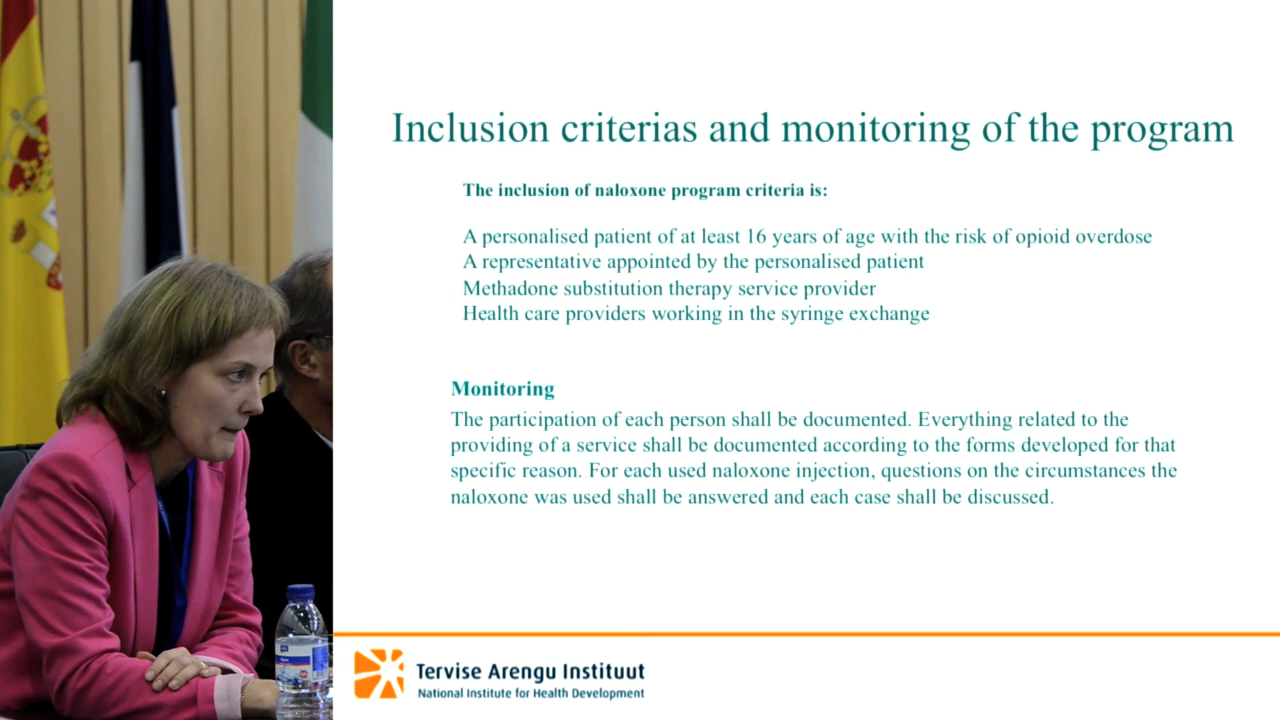 Inclusion criterias and monitoring of the program
The inclusion of naloxone program criteria is:
A personalised patient of at least 16 years of age with the risk of opioid overdose
A representative appointed by the personalised patient
Methadone substitution therapy service provider
Health care providers working in the syringe exchange
Monitoring
The participation of each person shall be documented. Everything related to the
providing of a service shall be documented according to the forms developed for that
specific reason. For each used naloxone injection, questions on the circumstances the
naloxone was used shall be answered and each case shall be discussed.
Tervise Arengu Instituut
National Institute for Health Development